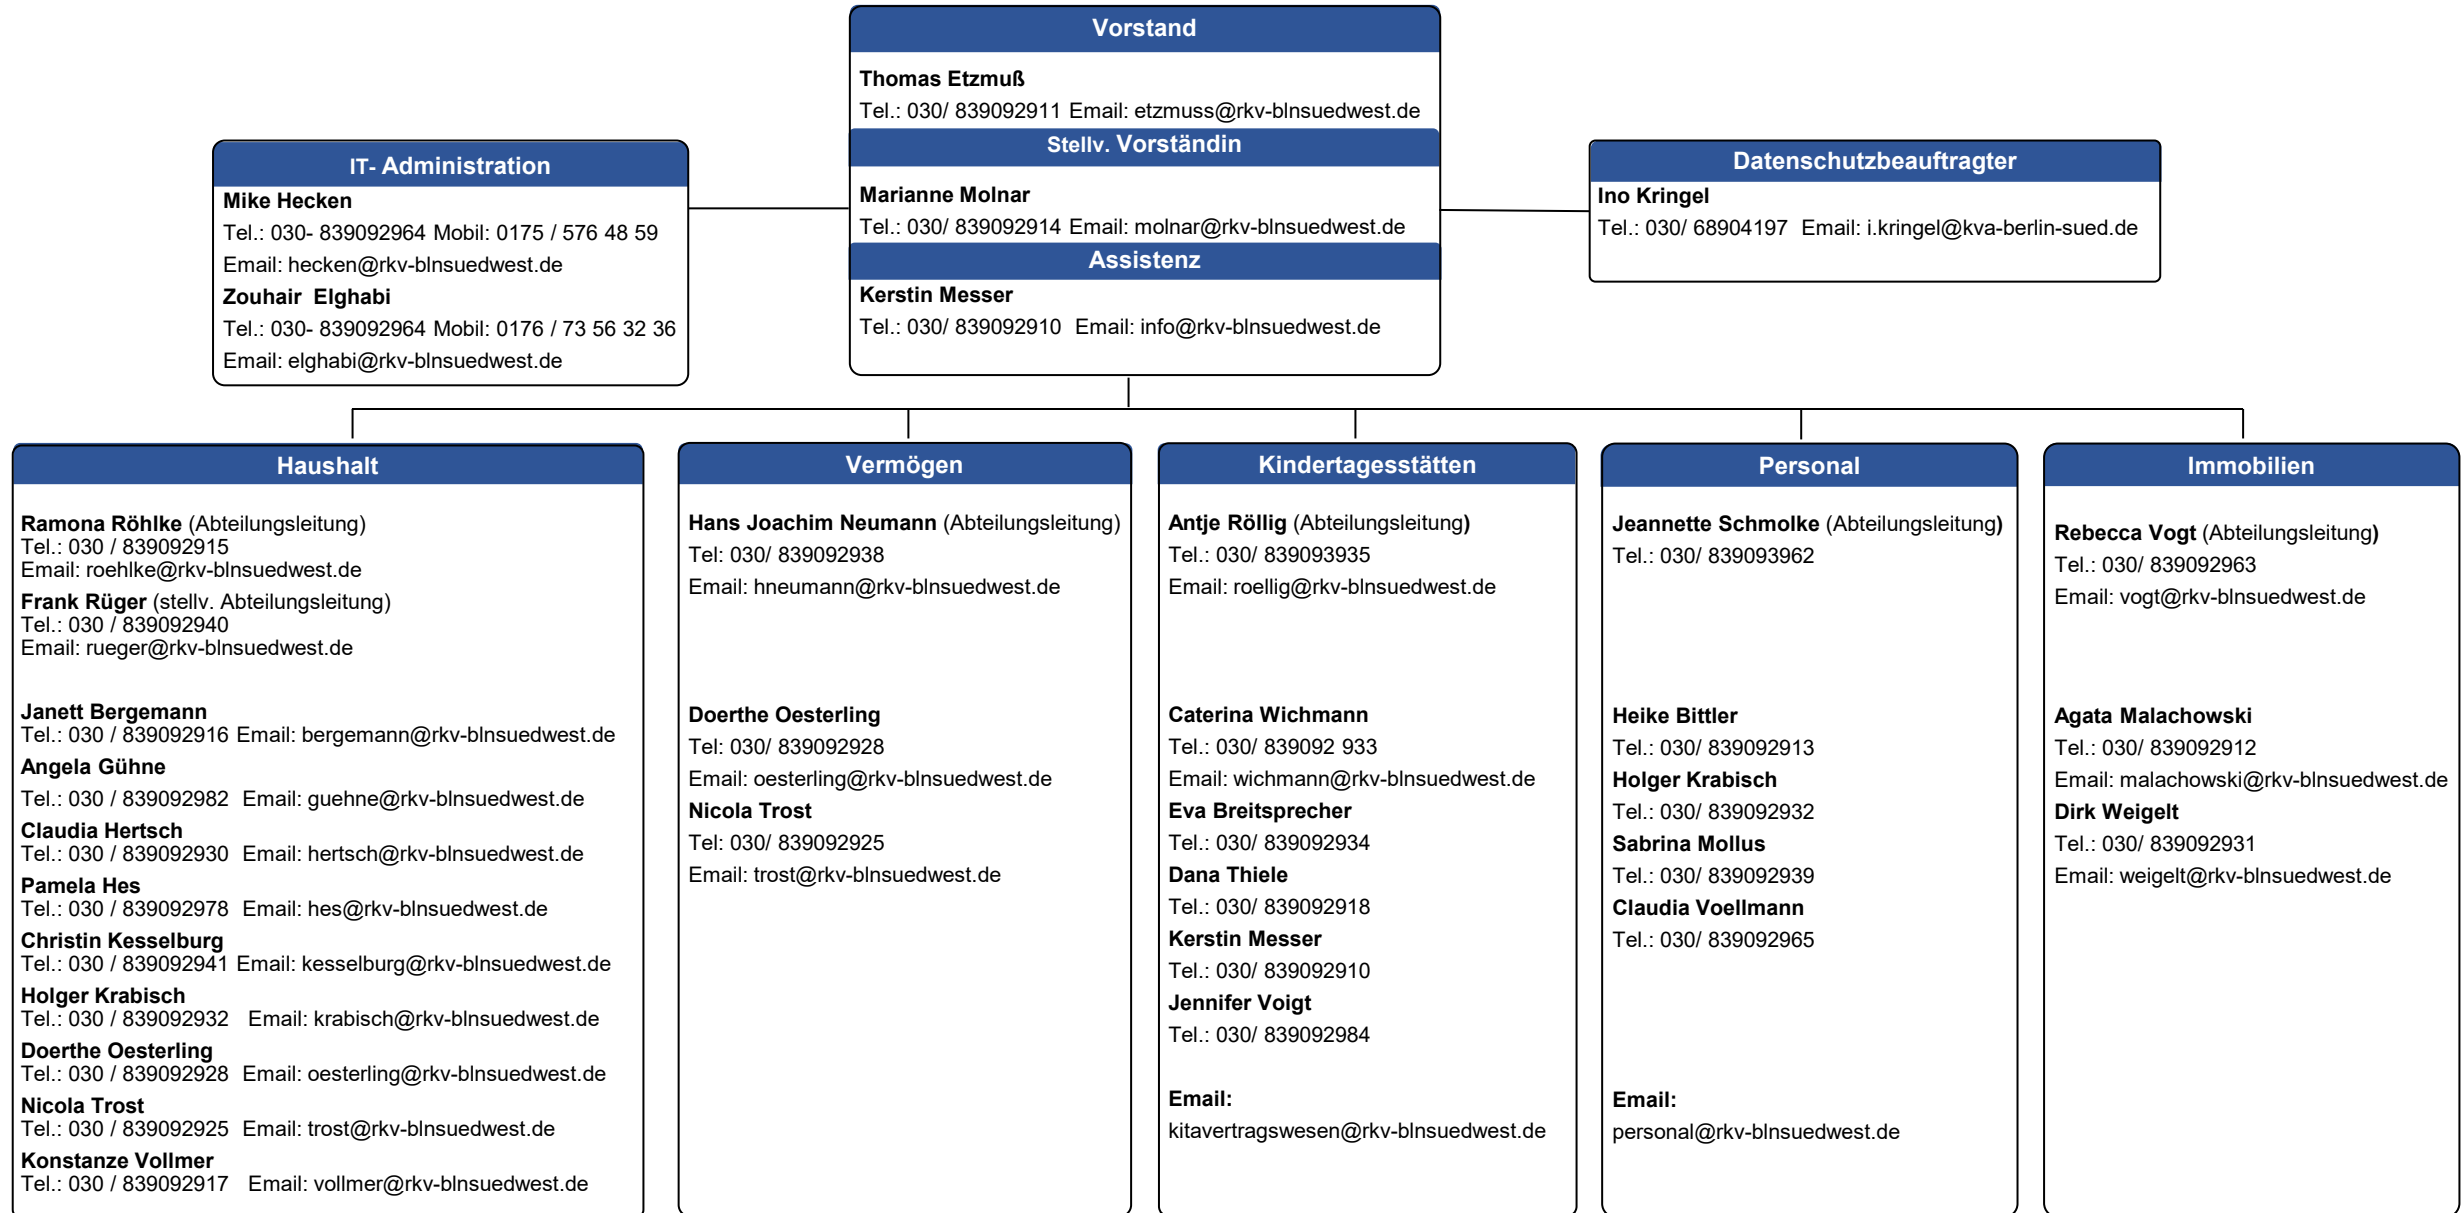 Vorstand
Thomas Etzmuß
Tel.: 030/ 839092911 Email: etzmuss@rkv-blnsuedwest.de
Stellv. Vorständin
Marianne Molnar
Tel.: 030/ 839092914 Email: molnar@rkv-blnsuedwest.de
Assistenz
Kerstin Messer
Tel.: 030/ 839092910 Email: info@rkv-blnsuedwest.de
IT- Administration
Mike Hecken
Tel.: 030- 839092964 Mobil: 0175 / 576 48 59
Email: hecken@rkv-blnsuedwest.de
Zouhair Elghabi
Tel.: 030- 839092964 Mobil: 0176 / 73 56 32 36
Email: elghabi@rkv-blnsuedwest.de
Datenschutzbeauftragter
Ino Kringel
Tel.: 030/ 68904197 Email: i.kringel@kva-berlin-sued.de
Haushalt
Ramona Röhlke (Abteilungsleitung)
Tel.: 030 / 839092915
Email: roehlke@rkv-blnsuedwest.de
Frank Rüger (stellv. Abteilungsleitung)
Tel.: 030 / 839092940
Email: rueger@rkv-blnsuedwest.de
Janett Bergemann
Tel.: 030 / 839092916 Email: bergemann@rkv-blnsuedwest.de
Angela Gühne
Tel.: 030 / 839092982 Email: guehne@rkv-blnsuedwest.de
Claudia Hertsch
Tel.: 030 / 839092930 Email: hertsch@rkv-blnsuedwest.de
Pamela Hes
Tel.: 030 / 839092978 Email: hes@rkv-blnsuedwest.de
Christin Kesselburg
Tel.: 030 / 839092941 Email: kesselburg@rkv-blnsuedwest.de
Holger Krabisch
Tel.: 030 / 839092932 Email: krabisch@rkv-blnsuedwest.de
Doerthe Oesterling
Tel.: 030 / 839092928 Email: oesterling@rkv-blnsuedwest.de
Nicola Trost
Tel.: 030 / 839092925 Email: trost@rkv-blnsuedwest.de
Konstanze Vollmer
Tel.: 030 / 839092917 Email: vollmer@rkv-blnsuedwest.de
Vermögen
Hans Joachim Neumann (Abteilungsleitung)
Tel: 030/ 839092938
Email: hneumann@rkv-blnsuedwest.de
Doerthe Oesterling
Tel: 030/ 839092928
Email: oesterling@rkv-blnsuedwest.de
Nicola Trost
Tel: 030/ 839092925
Email: trost@rkv-blnsuedwest.de
Kindertagesstätten
Antje Röllig (Abteilungsleitung)
Tel.: 030/ 839093935
Email: roellig@rkv-blnsuedwest.de
Caterina Wichmann
Tel.: 030/ 839092 933
Email: wichmann@rkv-blnsuedwest.de
Eva Breitsprecher
Tel.: 030/ 839092934
Dana Thiele
Tel.: 030/ 839092918
Kerstin Messer
Tel.: 030/ 839092910
Jennifer Voigt
Tel.: 030/ 839092984
Email:
kitavertragswesen@rkv-blnsuedwest.de
Personal
Jeannette Schmolke (Abteilungsleitung)
Tel.: 030/ 839093962
Heike Bittler
Tel.: 030/ 839092913
Holger Krabisch
Tel.: 030/ 839092932
Sabrina Mollus
Tel.: 030/ 839092939
Claudia Voellmann
Tel.: 030/ 839092965
Email:
personal@rkv-blnsuedwest.de
Immobilien
Rebecca Vogt (Abteilungsleitung)
Tel.: 030/ 839092963
Email: vogt@rkv-blnsuedwest.de
Agata Malachowski
Tel.: 030/ 839092912
Email: malachowski@rkv-blnsuedwest.de
Dirk Weigelt
Tel.: 030/ 839092931
Email: weigelt@rkv-blnsuedwest.de